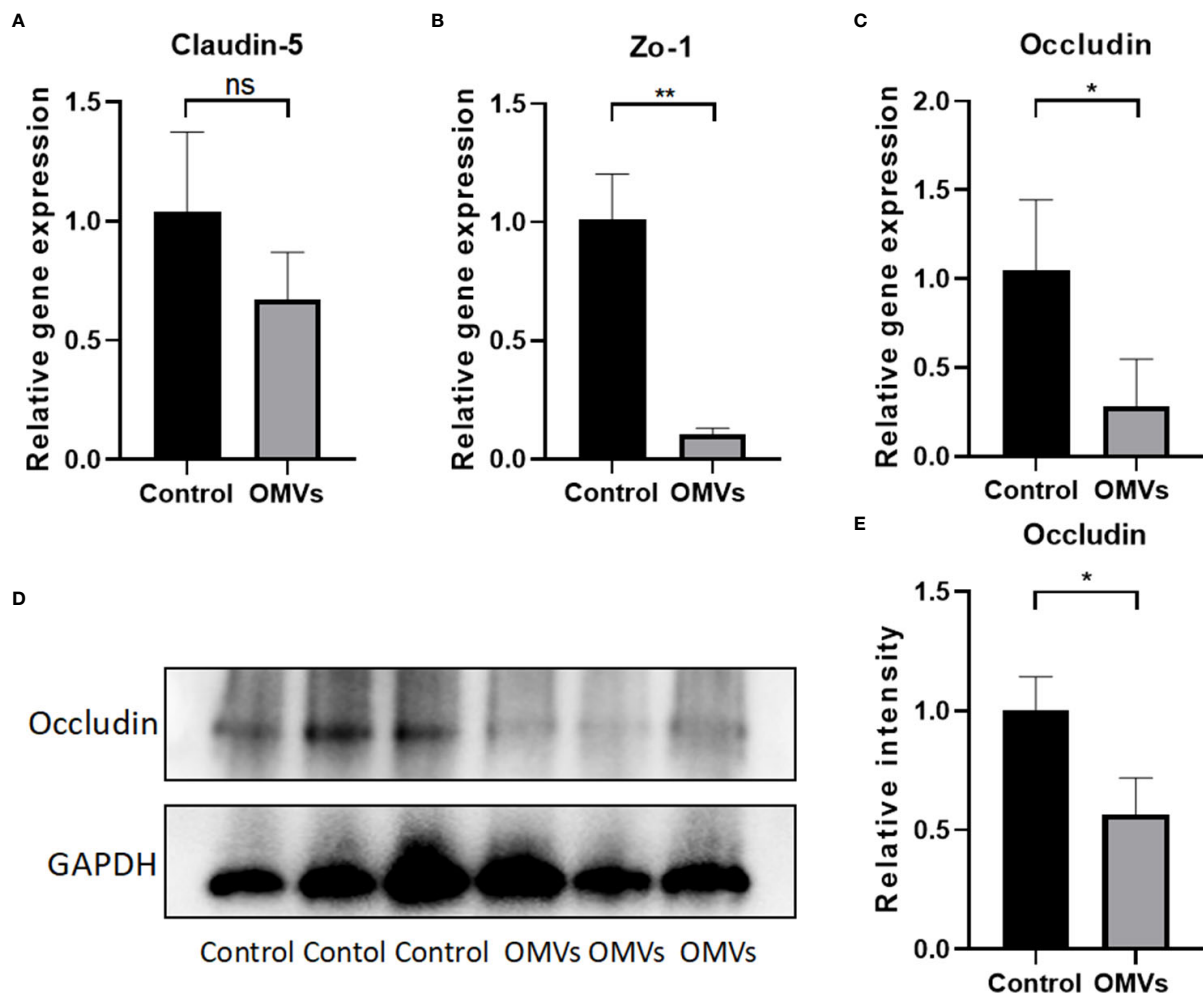 A
Claudin-5
ns
Relative gene expression
1.5
1.0
0.5
0.0
Control OMVs
B
Zo-1
**
Relative gene expression
1.5
1.0
0.5
0.0
Control OMVs
C
Occludin
*
Relative gene expression
2.0
1.5
1.0
0.5
0.0
Control OMVs
D
Occludin
GAPDH
Control Contol Control OMVs OMVs OMVs
E
Occludin
*
Relative intensity
1.5
1.0
0.5
0.0
Control OMVs